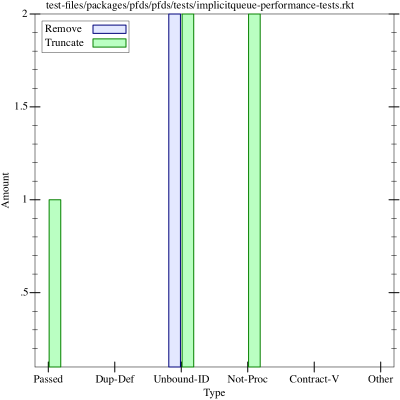 test-files/packages/pfds/pfds/tests/implicitqueue-performance-tests.rkt
Remove
Truncate
2
1.5
1
.5
Amount
Passed Dup-Def Unbound-ID Not-Proc Contract-V Other
Type